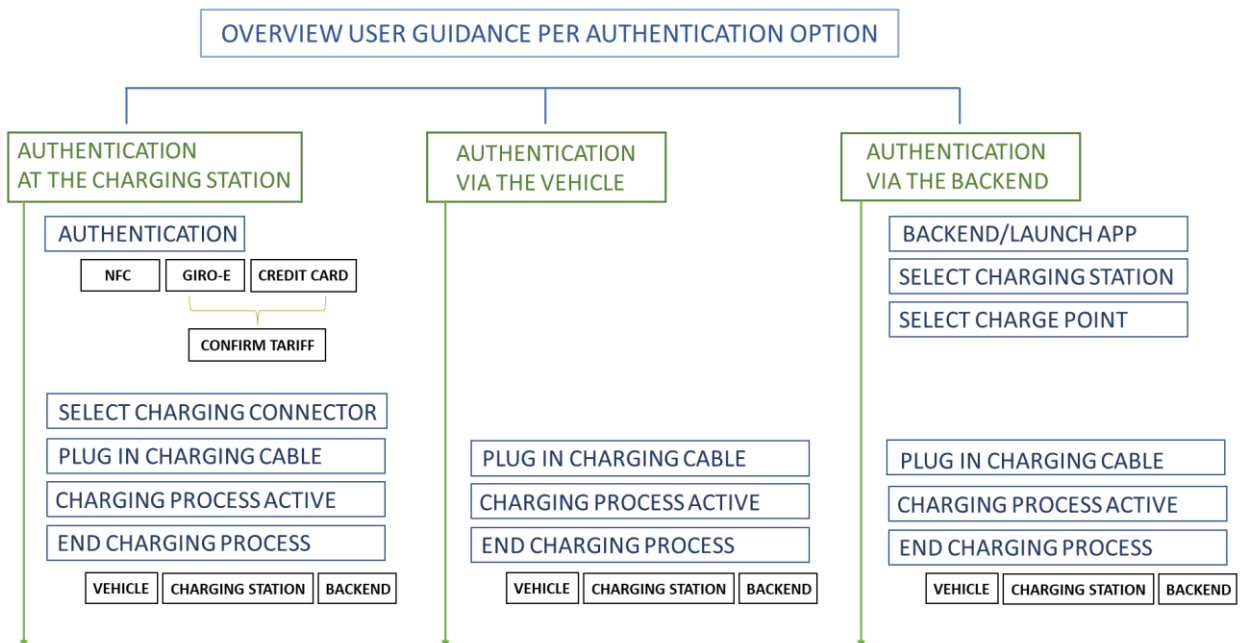 OVERVIEW USER GUIDANCE PER AUTHENTICATION OPTION
AUTHENTICATION
AT THE CHARGING STATION
AUTHENTICATION
NFC
GIRO-E
CREDIT CARD
CONFIRM TARIFF
SELECT CHARGING CONNECTOR
PLUG IN CHARGING CABLE
CHARGING PROCESS ACTIVE
END CHARGING PROCESS
VEHICLE
CHARGING STATION
BACKEND
AUTHENTICATION
VIA THE VEHICLE
PLUG IN CHARGING CABLE
CHARGING PROCESS ACTIVE
END CHARGING PROCESS
VEHICLE
CHARGING STATION
BACKEND
AUTHENTICATION
VIA THE BACKEND
BACKEND/LAUNCH APP
SELECT CHARGING STATION
SELECT CHARGE POINT
PLUG IN CHARGING CABLE
CHARGING PROCESS ACTIVE
END CHARGING PROCESS
VEHICLE
CHARGING STATION
BACKEND